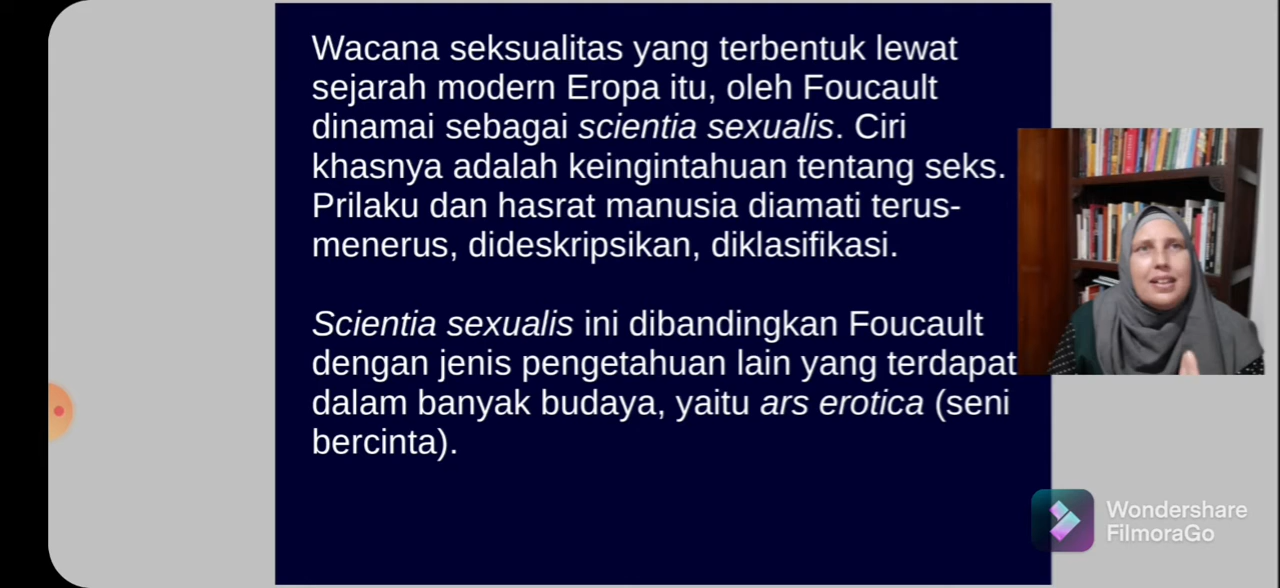 Wacana seksualitas yang terbentuk lewat
sejarah modern Eropa itu, oleh Foucault
dinamai sebagai scientia sexualis. Ciri
khasnya adalah keingintahuan tentang seks.
Prilaku dan hasrat manusia diamati terus-
menerus, dideskripsikan, diklasifikasi.
Scientia sexualis ini dibandingkan Foucault
dengan jenis pengetahuan lain yang terdapat
dalam banyak budaya, yaitu ars erotica (seni
bercinta).
Wondershare
FilmoraGo